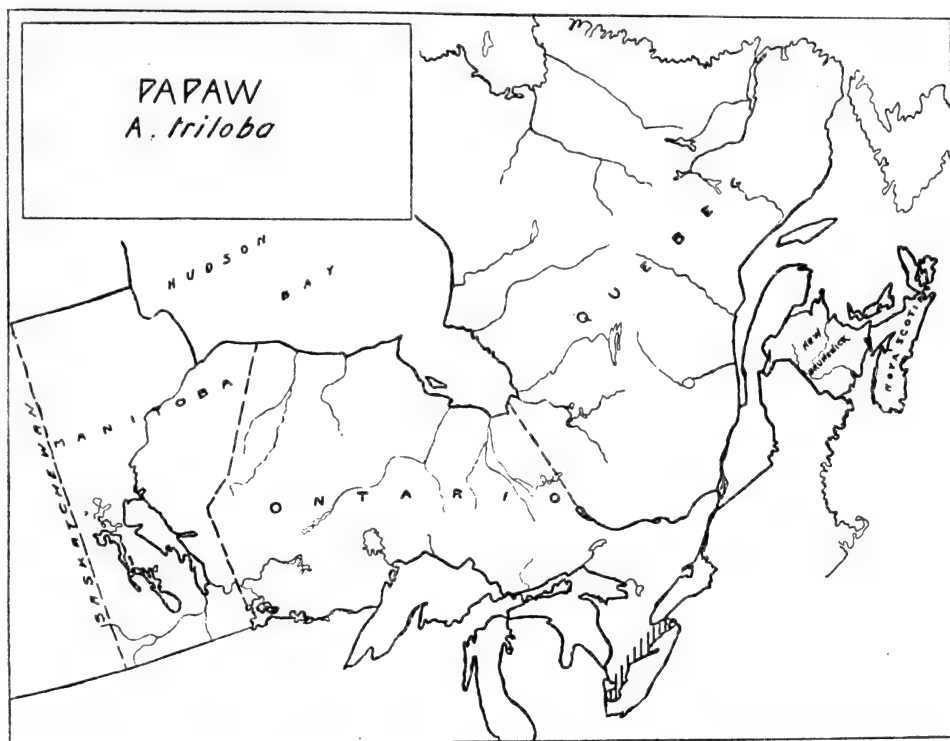 PAPAW
A. triloba
HUDSON
BAY
QUEBEC
NEW
BRUNSWICK
NOVA SCOTIA
MANITOBA
SASKATCHEWAN
ONTARIO